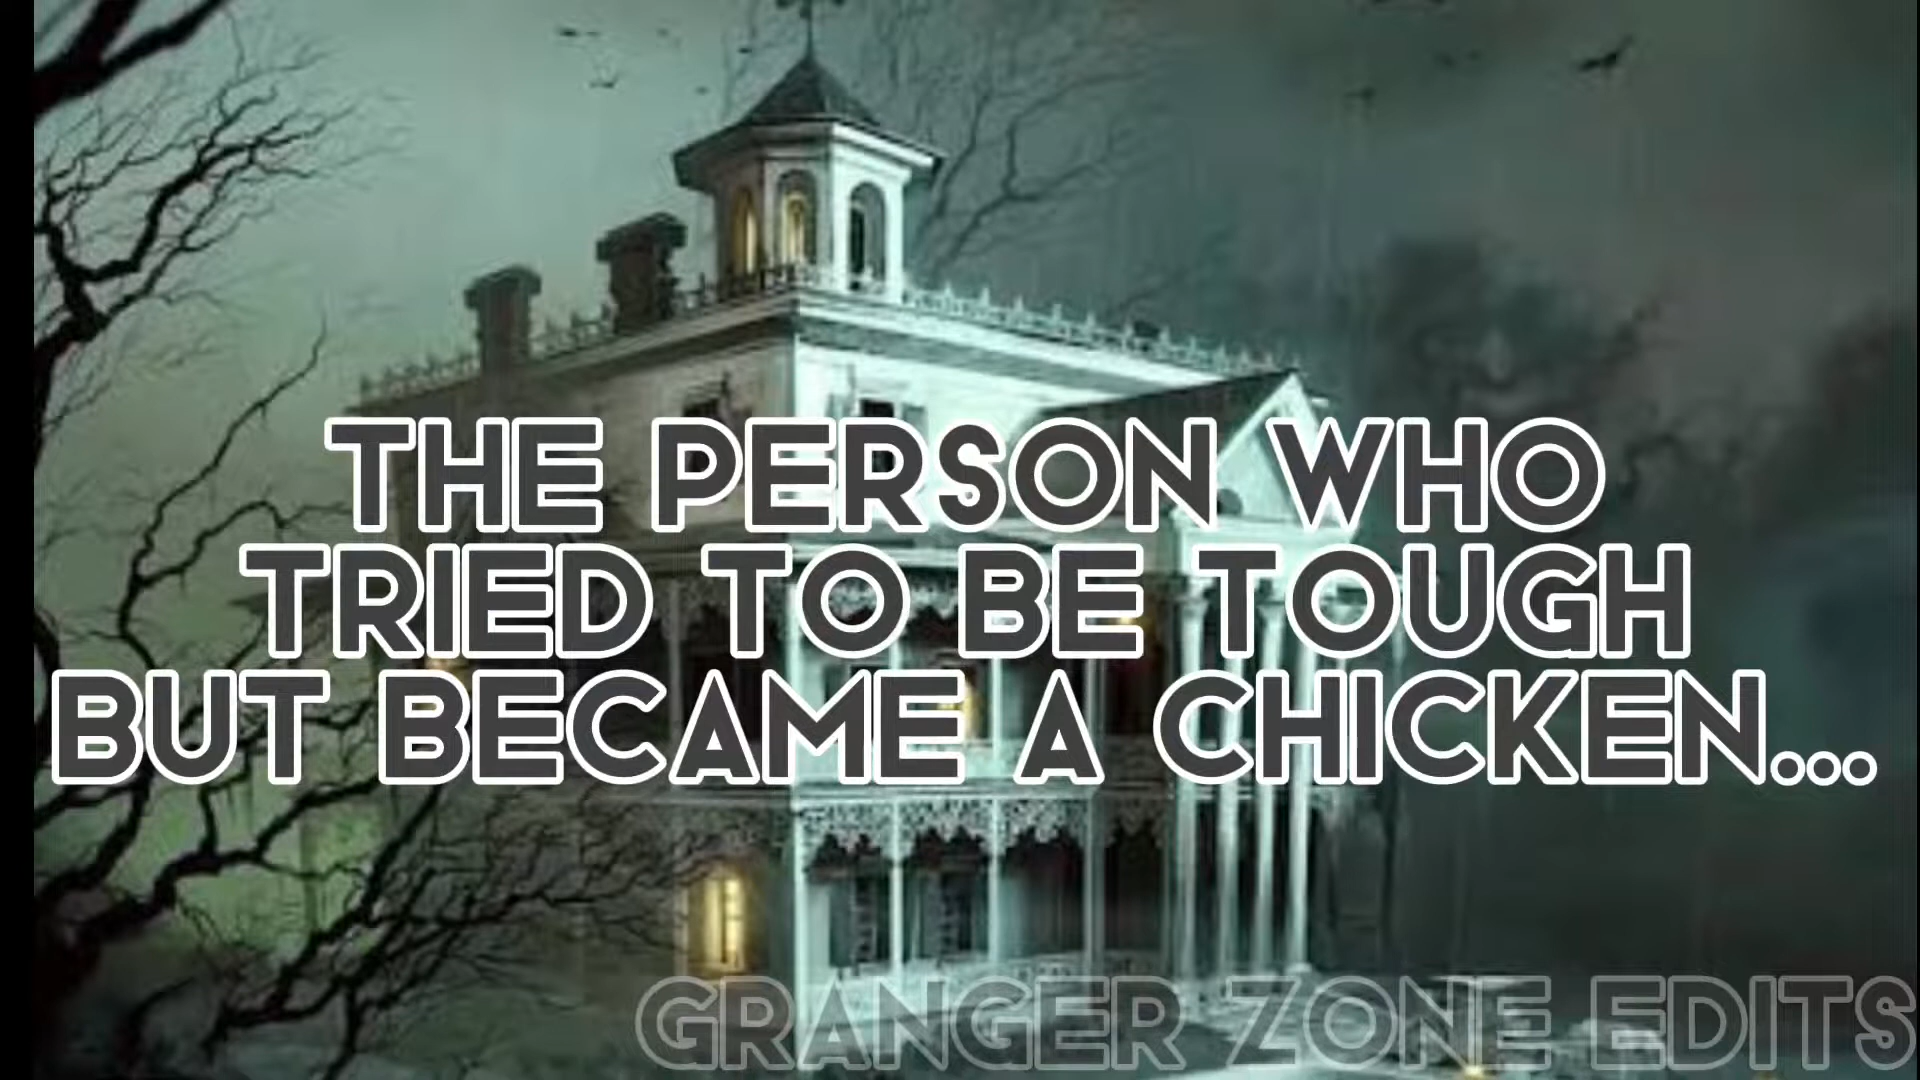 THE PERSON WHO
TRIED TO BE TOUGH
BUT BECAME A CHICKEN...
GRANGER ZONE EDITS